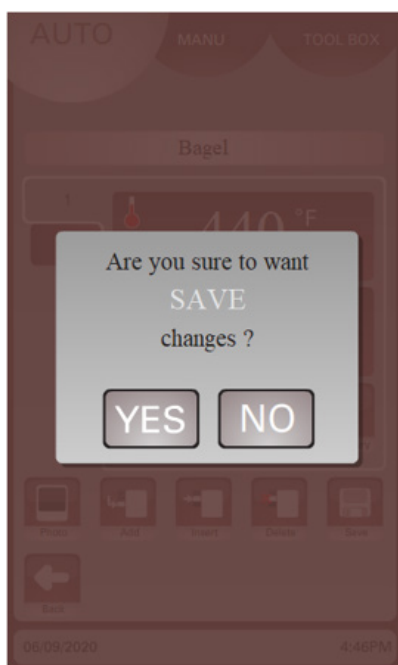 AUTO
MANU
TOOL BOX
Bagel
1
440 °F
Are you sure to want
SAVE
changes ?
YES
NO
Photo
Add
Insert
Delete
Save
Back
06/09/2020
4:46PM